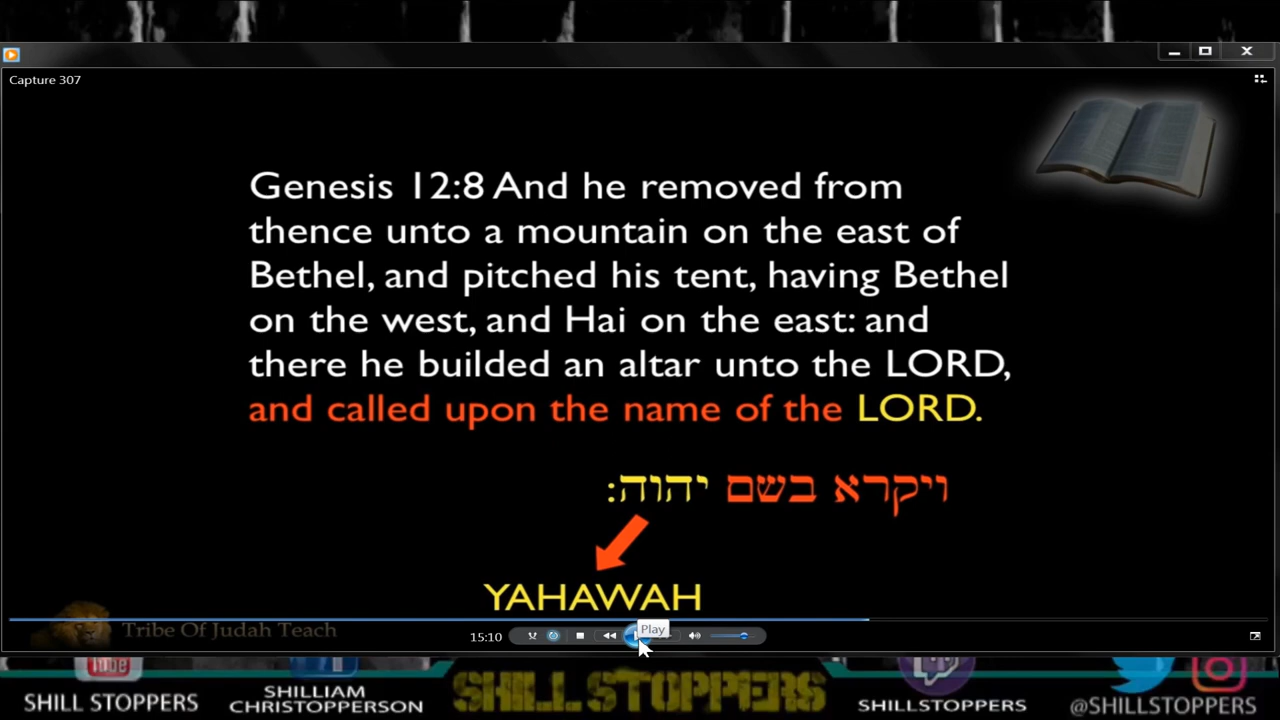 Capture 307
Genesis 12:8 And he removed from
thence unto a mountain on the east of
Bethel, and pitched his tent, having Bethel
on the west, and Hai on the east: and
there he builded an altar unto the LORD,
and called upon the name of the LORD.
ויקרא בשם יהוה:
YAHAWAH
Tribe Of Judah Teach
15:10
Play
Tube
SHILL STOPPERS
SHILLIAM
CHRISTOPPERSON
SHILL STOPPERS
SHILLSTOPPERS
@SHILLSTOPPERS